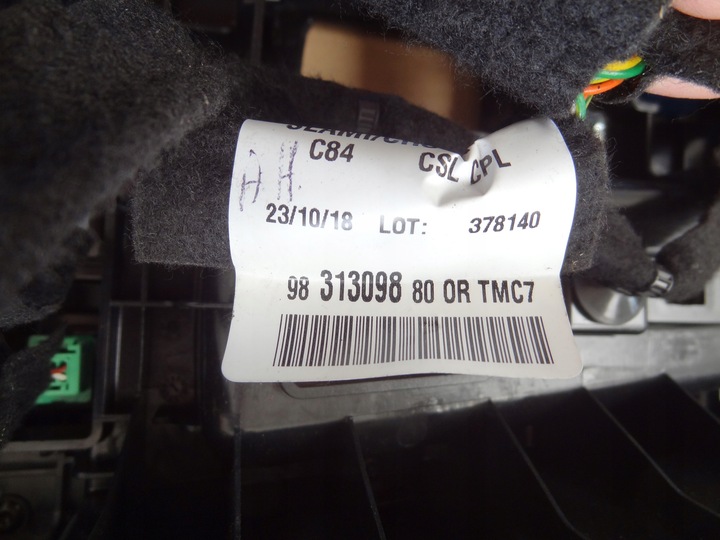 C84 CSL CPL
23/10/18 LOT: 378140
98 313098 80 OR TMC7